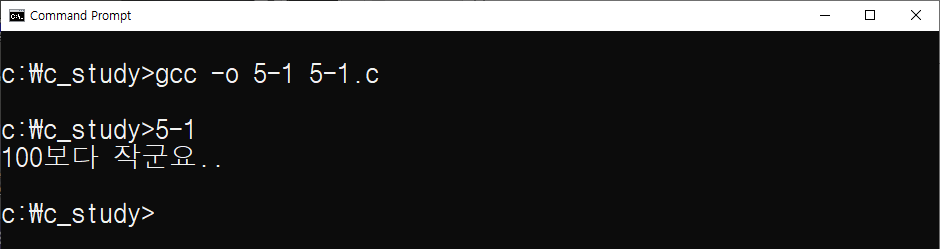 Command Prompt
c:₩c_study>gcc -o 5-1 5-1.c
c:₩c_study>5-1
100보다 작군요..
c:₩c_study>